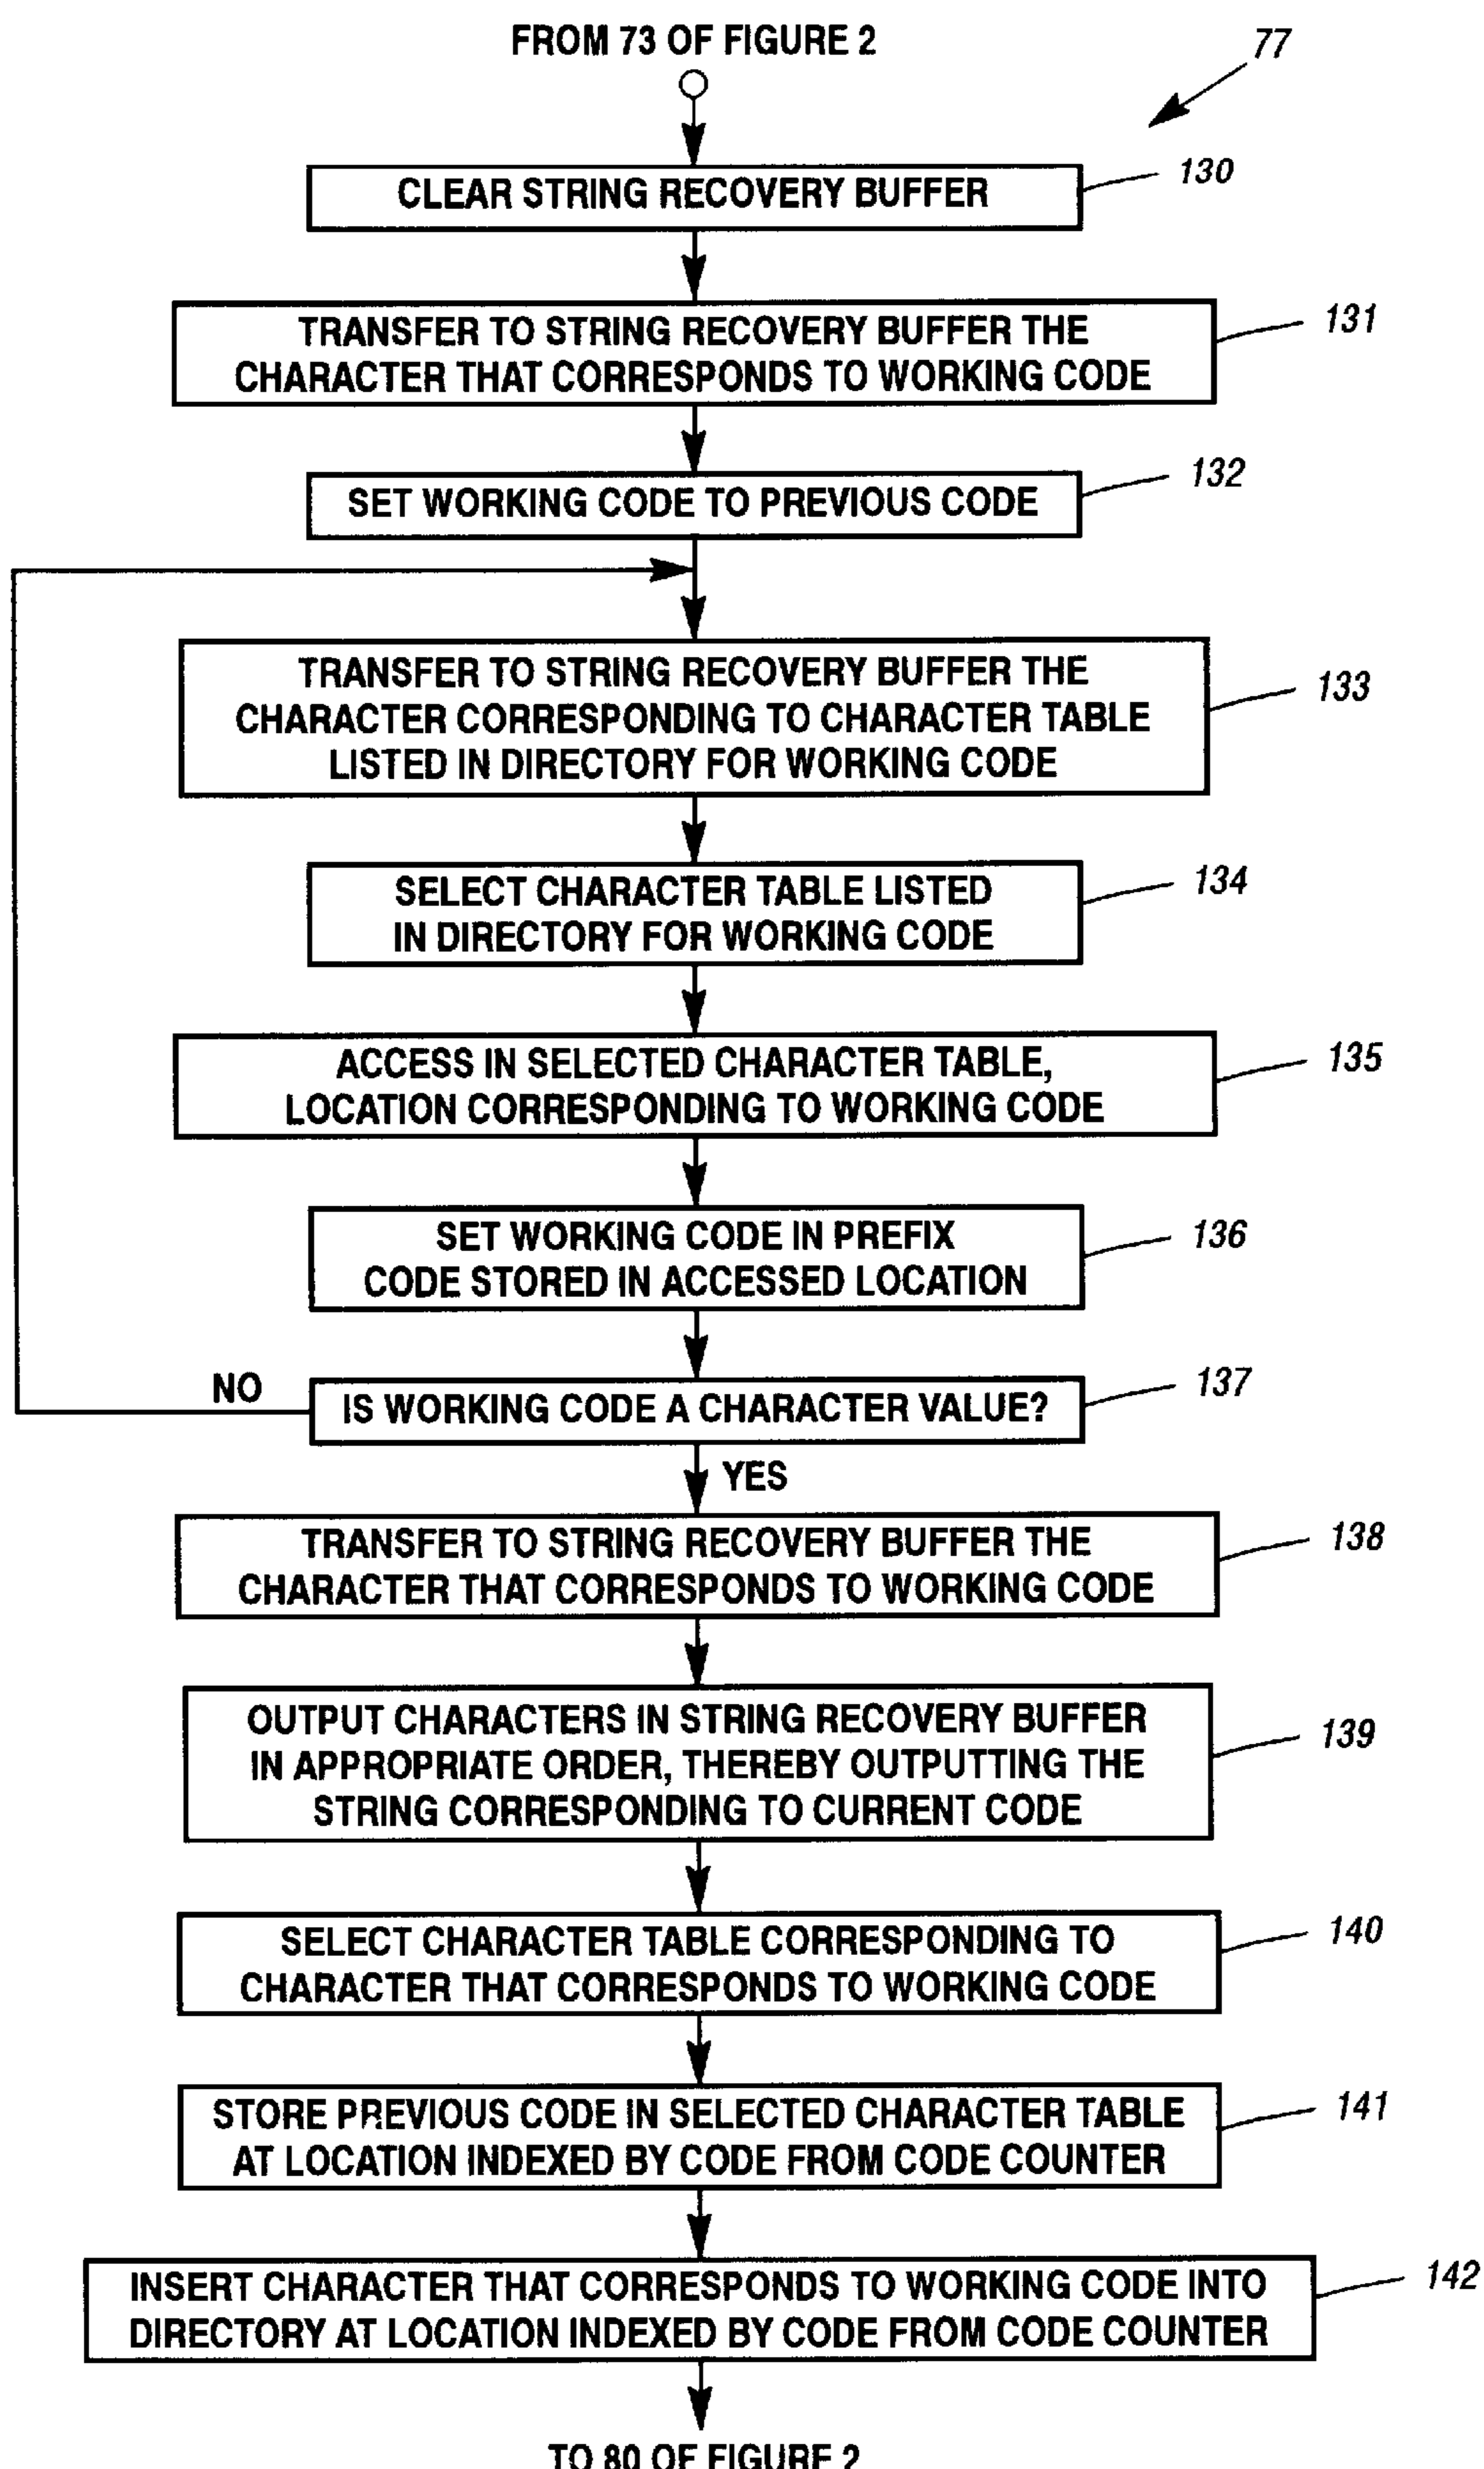 FROM 73 OF FIGURE 2
77
CLEAR STRING RECOVERY BUFFER
130
TRANSFER TO STRING RECOVERY BUFFER THE
CHARACTER THAT CORRESPONDS TO WORKING CODE
131
SET WORKING CODE TO PREVIOUS CODE
132
TRANSFER TO STRING RECOVERY BUFFER THE
CHARACTER CORRESPONDING TO CHARACTER TABLE
LISTED IN DIRECTORY FOR WORKING CODE
133
SELECT CHARACTER TABLE LISTED
IN DIRECTORY FOR WORKING CODE
134
ACCESS IN SELECTED CHARACTER TABLE,
LOCATION CORRESPONDING TO WORKING CODE
135
SET WORKING CODE IN PREFIX
CODE STORED IN ACCESSED LOCATION
136
NO
IS WORKING CODE A CHARACTER VALUE?
137
YES
TRANSFER TO STRING RECOVERY BUFFER THE
CHARACTER THAT CORRESPONDS TO WORKING CODE
138
OUTPUT CHARACTERS IN STRING RECOVERY BUFFER
IN APPROPRIATE ORDER, THEREBY OUTPUTTING THE
STRING CORRESPONDING TO CURRENT CODE
139
SELECT CHARACTER TABLE CORRESPONDING TO
CHARACTER THAT CORRESPONDS TO WORKING CODE
140
STORE PREVIOUS CODE IN SELECTED CHARACTER TABLE
AT LOCATION INDEXED BY CODE FROM CODE COUNTER
141
INSERT CHARACTER THAT CORRESPONDS TO WORKING CODE INTO
DIRECTORY AT LOCATION INDEXED BY CODE FROM CODE COUNTER
142
TO 80 OF FIGURE 2